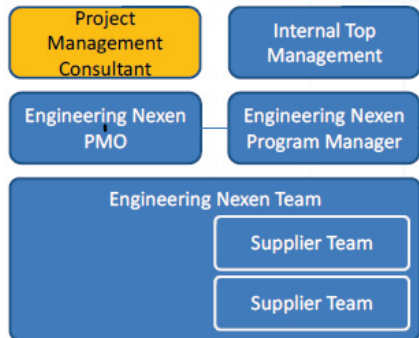 Project
Management
Consultant
Internal Top
Management
Engineering Nexen
PMO
Engineering Nexen
Program Manager
Engineering Nexen Team
Supplier Team
Supplier Team